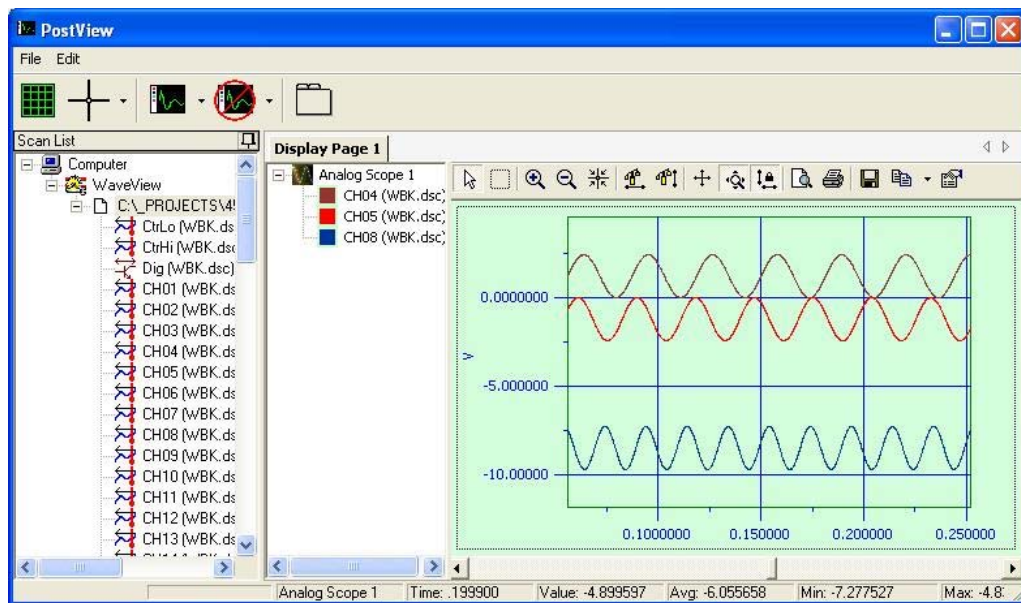 PostView
File Edit
Scan List
Computer
WaveView
C:\_PROJECTS\4
CtrLo (WBK.ds
CtrHi (WBK.dsc
Dig (WBK.dsc)
CH01 (WBK.ds
CH02 (WBK.ds
CH03 (WBK.ds
CH04 (WBK.ds
CH05 (WBK.ds
CH06 (WBK.ds
CH07 (WBK.ds
CH08 (WBK.ds
CH09 (WBK.ds
CH10 (WBK.ds
CH11 (WBK.ds
CH12 (WBK.ds
CH13 (WBK.ds
Display Page 1
Analog Scope 1
CH04 (WBK.dsc)
CH05 (WBK.dsc)
CH08 (WBK.dsc)
V
0.0000000
-5.000000
-10.00000
0.1000000 0.150000 0.200000 0.250000
Analog Scope 1 Time: .199900 Value: -4.899597 Avg: -6.055658 Min: -7.277527 Max: -4.8